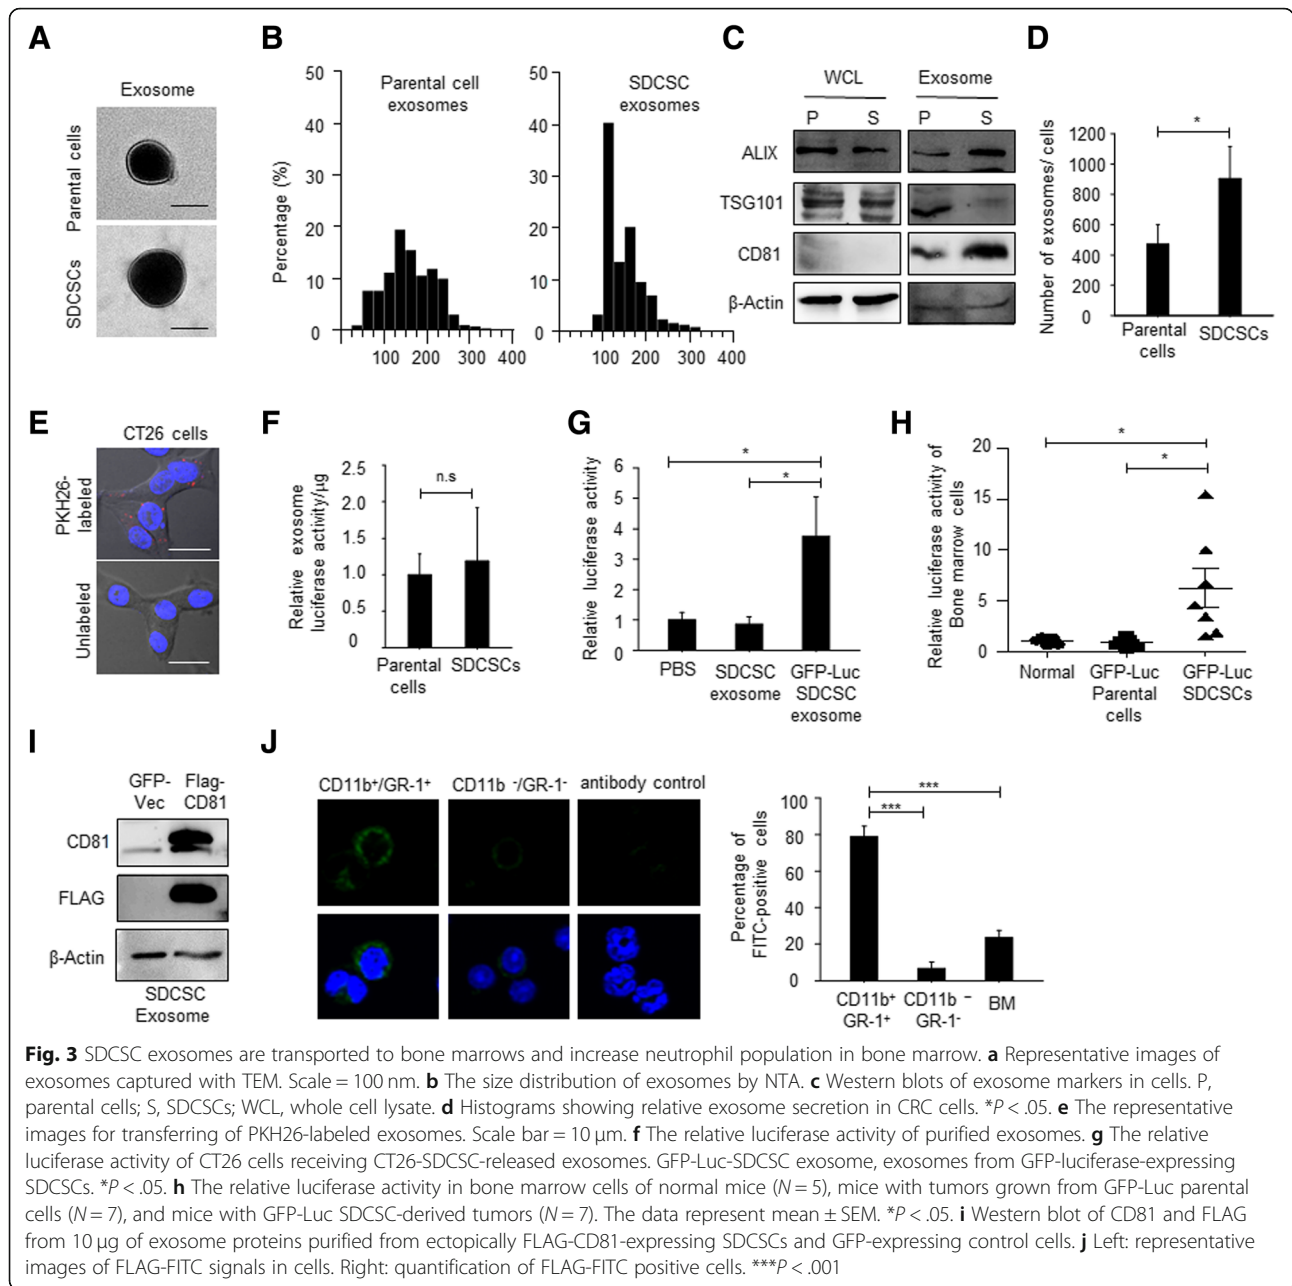 A
Exosome
Parental cells
SDCSCs
B
Percentage (%)
50
40
30
20
10
0
Parental cell
exosomes
100 200 300 400
50
40
30
20
10
0
SDCSC
exosomes
100 200 300 400
C
WCL Exosome
P S P S
ALIX
TSG101
CD81
β-Actin
D
Number of exosomes/ cells
1200
1000
800
600
400
200
0
*
Parental
cells
SDCSCs
E
CT26 cells
PKH26-
labeled
Unlabeled
F
Relative exosome
luciferase activity/µg
2.5
2.0
1.5
1.0
0.5
0
n.s
Parental
cells
SDCSCs
G
Relative luciferase activity
6
5
4
3
2
1
0
*
*
PBS
SDCSC
exosome
GFP-Luc
SDCSC
exosome
H
Relative luciferase activity of
Bone marrow cells
20
15
10
5
0
*
*
Normal
GFP-Luc
Parental
cells
GFP-Luc
SDCSCs
I
GFP-
Vec
Flag-
CD81
CD81
FLAG
β-Actin
SDCSC
Exosome
J
CD11b⁺/GR-1⁺
CD11b ⁻/GR-1⁻
antibody control
Percentage of
FITC-positive cells
100
80
60
40
20
0
***
***
CD11b⁺
GR-1⁺
CD11b ⁻
GR-1⁻
BM
Fig. 3 SDCSC exosomes are transported to bone marrows and increase neutrophil population in bone marrow. a Representative images of
exosomes captured with TEM. Scale = 100 nm. b The size distribution of exosomes by NTA. c Western blots of exosome markers in cells. P,
parental cells; S, SDCSCs; WCL, whole cell lysate. d Histograms showing relative exosome secretion in CRC cells. *P < .05. e The representative
images for transferring of PKH26-labeled exosomes. Scale bar = 10 μm. f The relative luciferase activity of purified exosomes. g The relative
luciferase activity of CT26 cells receiving CT26-SDCSC-released exosomes. GFP-Luc-SDCSC exosome, exosomes from GFP-luciferase-expressing
SDCSCs. *P < .05. h The relative luciferase activity in bone marrow cells of normal mice (N = 5), mice with tumors grown from GFP-Luc parental
cells (N = 7), and mice with GFP-Luc SDCSC-derived tumors (N = 7). The data represent mean ± SEM. *P < .05. i Western blot of CD81 and FLAG
from 10 μg of exosome proteins purified from ectopically FLAG-CD81-expressing SDCSCs and GFP-expressing control cells. j Left: representative
images of FLAG-FITC signals in cells. Right: quantification of FLAG-FITC positive cells. ***P < .001